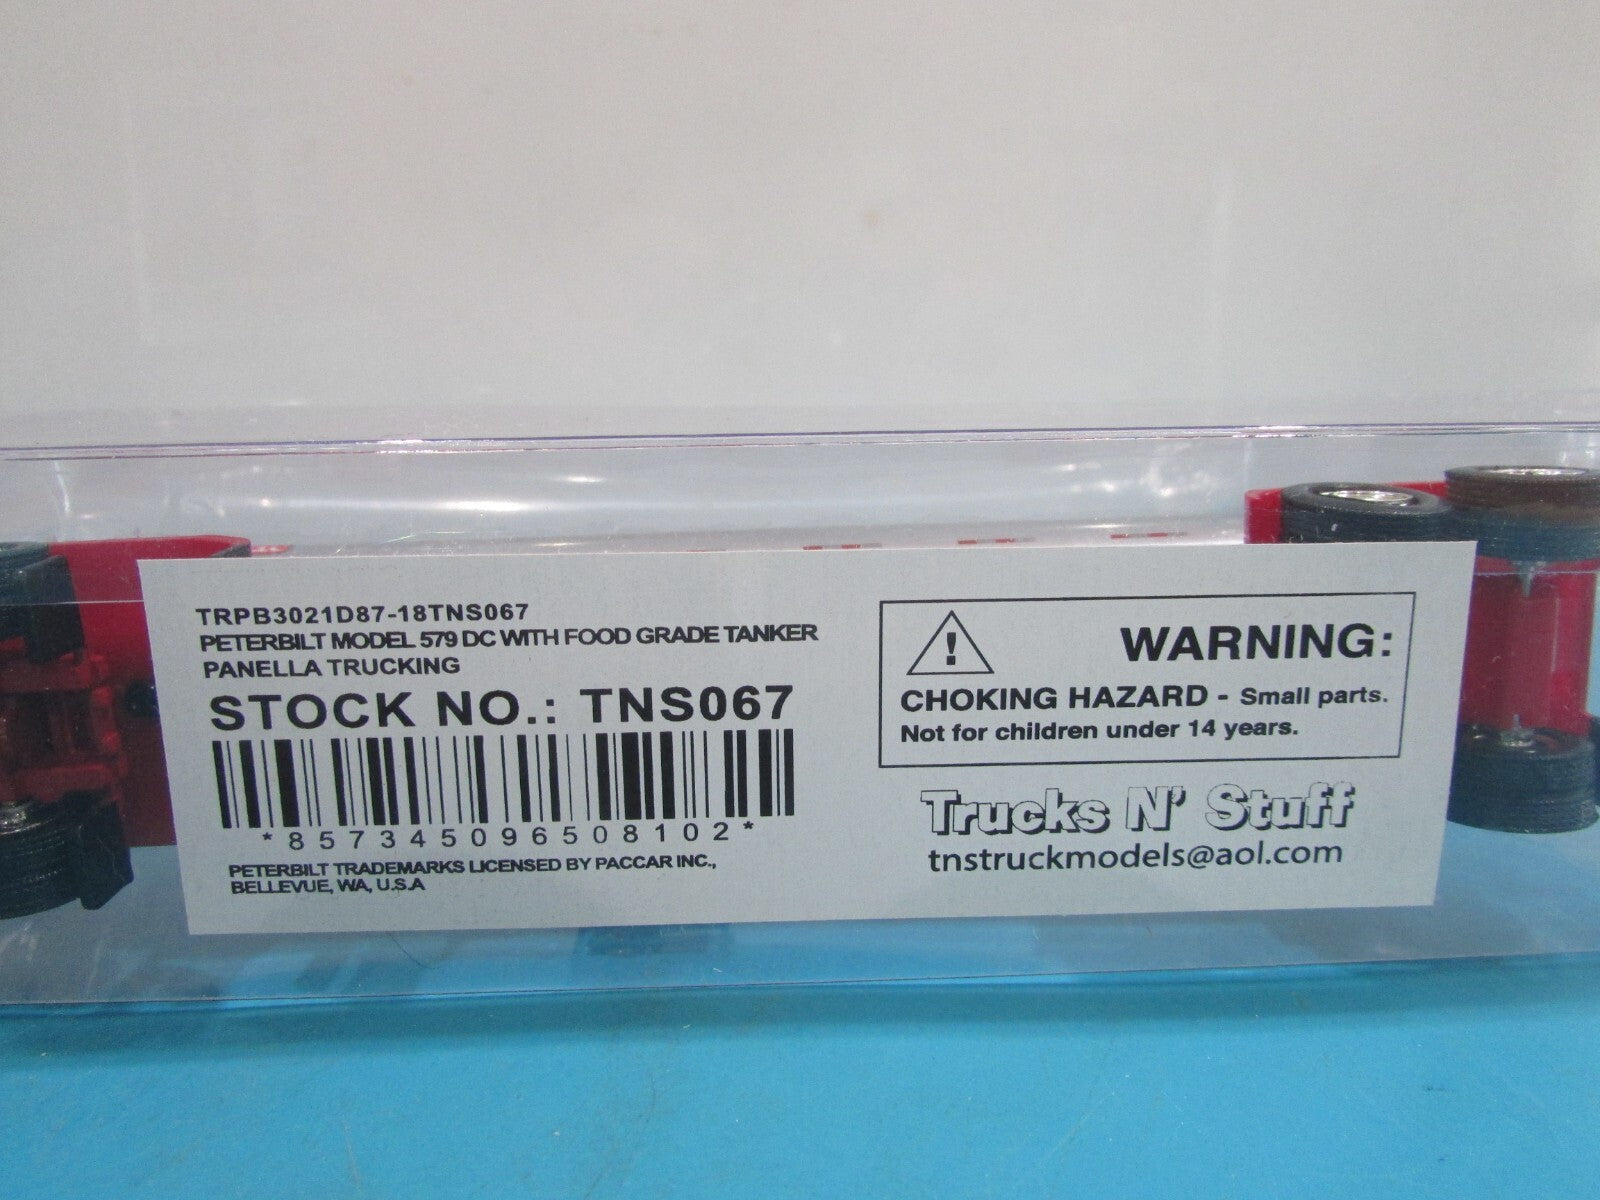 TRPB3021D87-18TNS067
PETERBILT MODEL 579 DC WITH FOOD GRADE TANKER
PANELLA TRUCKING
STOCK NO.: TNS067
*857345096508102*
PETERBILT TRADEMARKS LICENSED BY PACCAR INC.,
BELLEVUE, WA, U.S.A
! WARNING:
CHOKING HAZARD - Small parts.
Not for children under 14 years.
Trucks N' Stuff
tnstruckmodels@aol.com